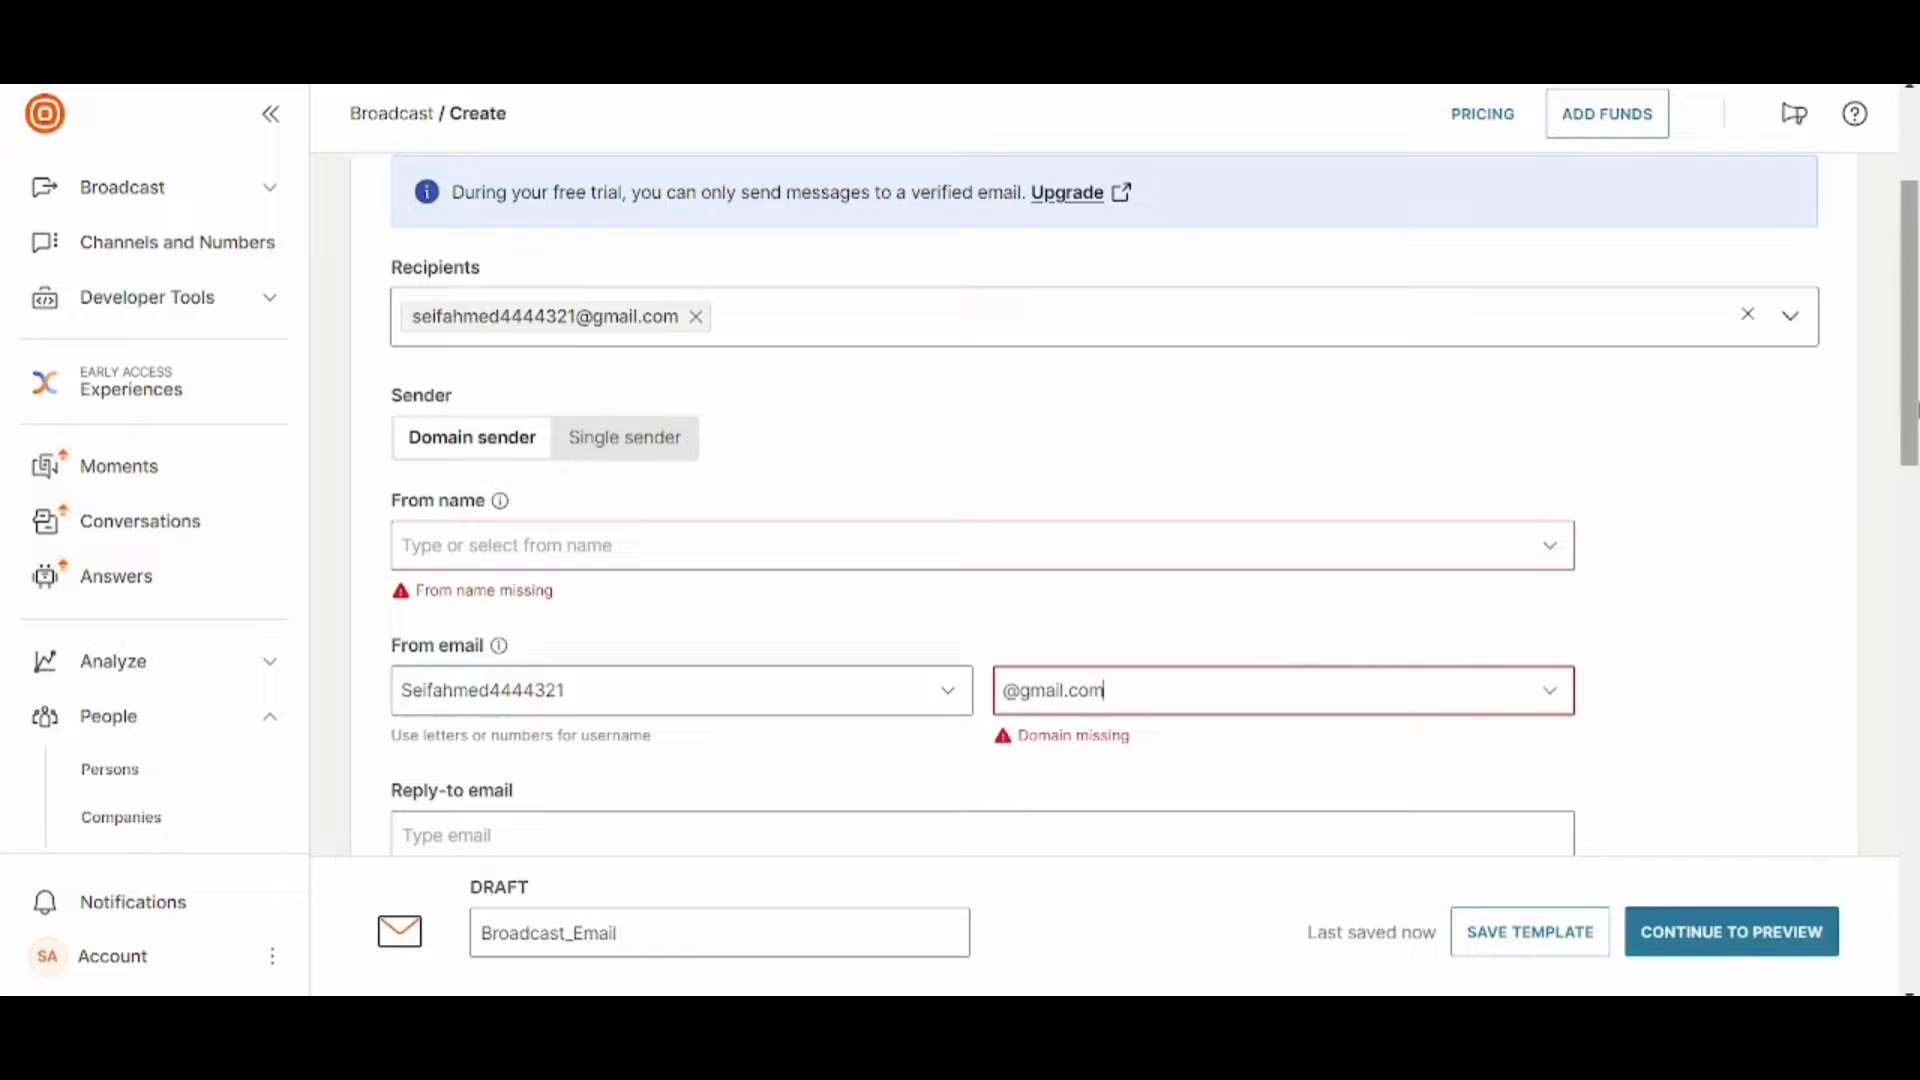 Broadcast / Create
PRICING
ADD FUNDS
Broadcast
Channels and Numbers
Developer Tools
EARLY ACCESS
Experiences
Moments
Conversations
Answers
Analyze
People
Persons
Companies
Notifications
SA
Account
During your free trial, you can only send messages to a verified email. Upgrade
Recipients
seifahmed4444321@gmail.com
Sender
Domain sender
Single sender
From name
Type or select from name
From name missing
From email
Seifahmed4444321
@gmail.com
Use letters or numbers for username
Domain missing
Reply-to email
Type email
DRAFT
Broadcast_Email
Last saved now
SAVE TEMPLATE
CONTINUE TO PREVIEW